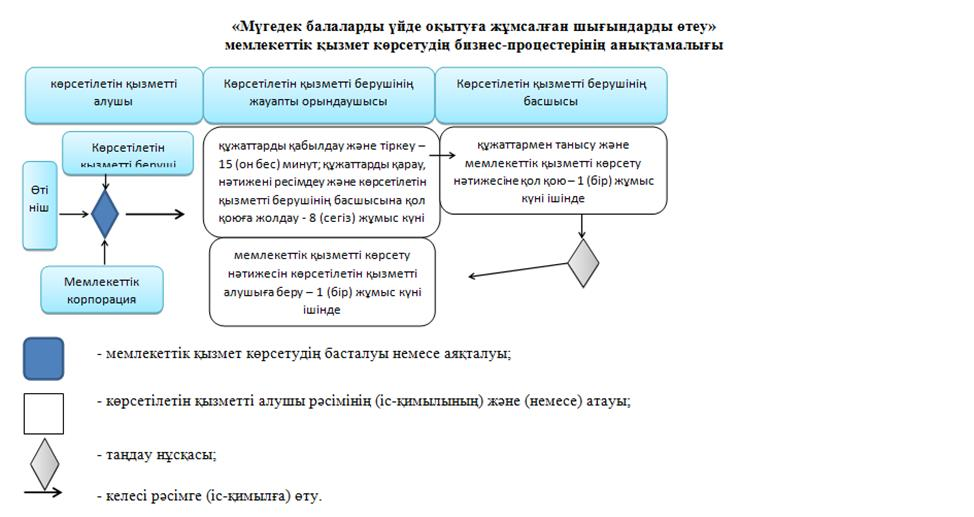 «Мүгедек балаларды үйде оқытуға жұмсалған шығындарды өтеу»
мемлекеттік қызмет көрсетудің бизнес-процестерінің анықтамалығы
көрсетілетін қызметті
алушы
Көрсетілетін қызметті берушінің
жауапты орындаушысы
Көрсетілетін қызметті берушінің
басшысы
Көрсетілетін
қызметті беруші
Өті
ніш
Мемлекеттік
корпорация
құжаттарды қабылдау және тіркеу –
15 (он бес) минут; құжаттарды қарау,
нәтижені ресімдеу және көрсетілетін
қызметті берушінің басшысына қол
қоюға жолдау - 8 (сегіз) жұмыс күні
құжаттармен танысу және
мемлекеттік қызметті көрсету
нәтижесіне қол қою – 1 (бір) жұмыс
күні ішінде
мемлекеттік қызметті көрсету
нәтижесін көрсетілетін қызметті
алушыға беру – 1 (бір) жұмыс күні
ішінде
- мемлекеттік қызмет көрсетудің басталуы немесе аяқталуы;
- көрсетілетін қызметті алушы рәсімінің (іс-қимылының) және (немесе) атауы;
- таңдау нұсқасы;
- келесі рәсімге (іс-қимылға) өту.